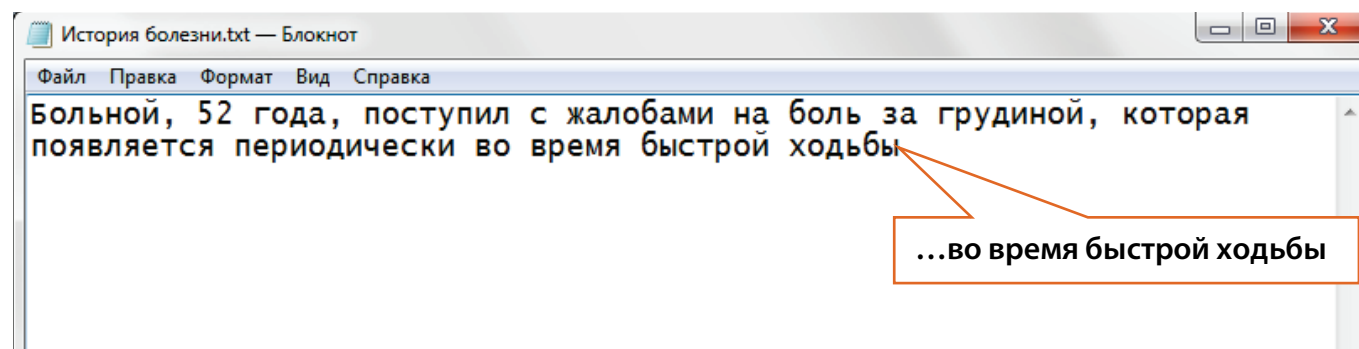 История болезни.txt — Блокнот
Файл Правка Формат Вид Справка
Больной, 52 года, поступил с жалобами на боль за грудиной, которая
появляется периодически во время быстрой ходьбы
…во время быстрой ходьбы